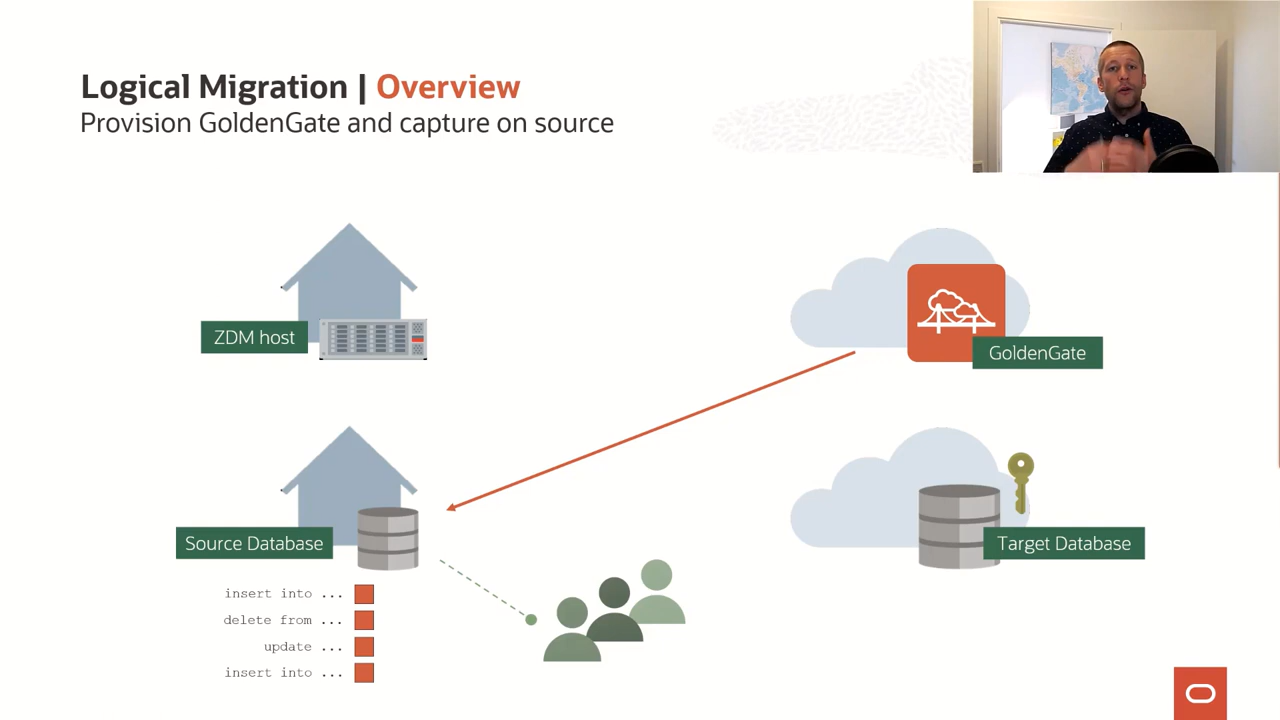 Logical Migration | Overview
Provision GoldenGate and capture on source
ZDM host
GoldenGate
Source Database
Target Database
insert into ...
delete from ...
update ...
insert into ...